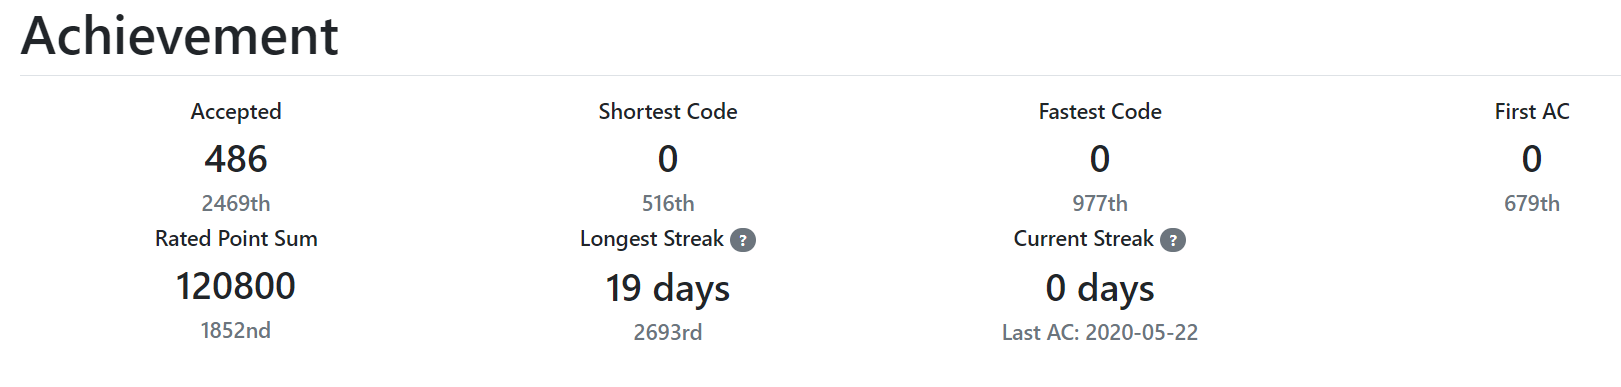 Achievement
Accepted
486
2469th
Shortest Code
0
516th
Fastest Code
0
977th
First AC
0
679th
Rated Point Sum
120800
1852nd
Longest Streak ?
19 days
2693rd
Current Streak ?
0 days
Last AC: 2020-05-22